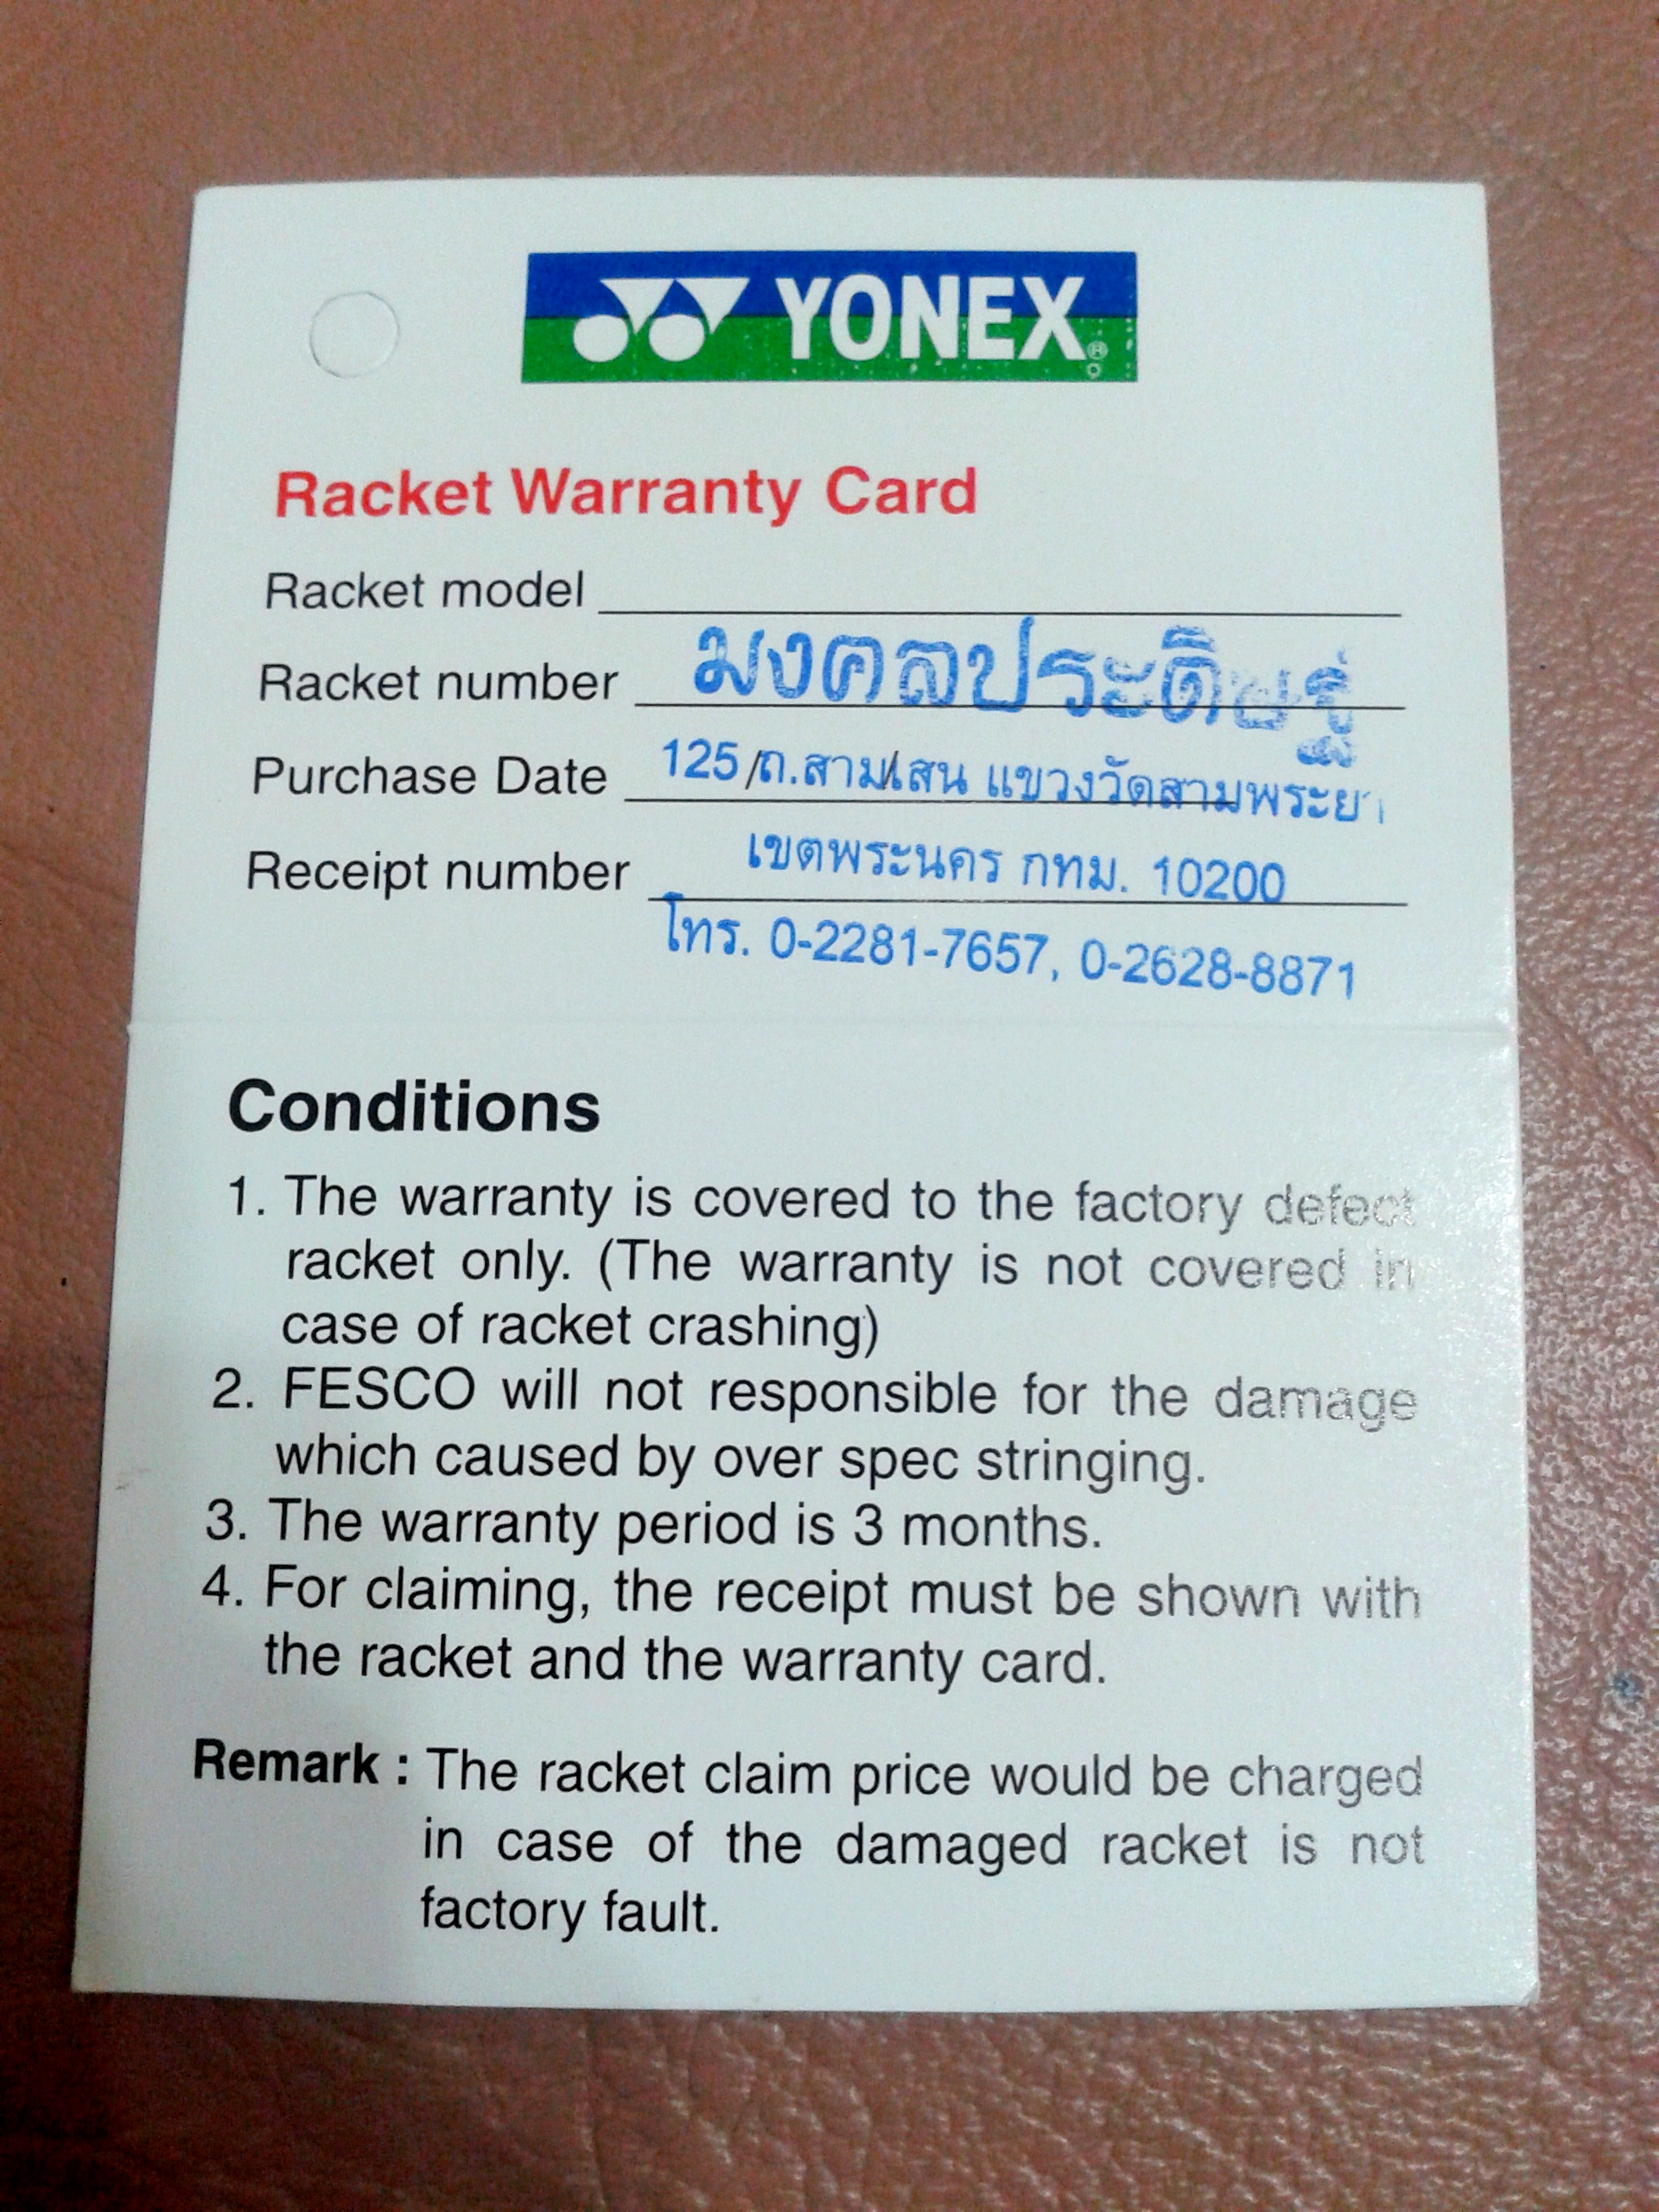 YONEX®
Racket Warranty Card
Racket model
Racket number
มงคลประดิษฐ์
Purchase Date
125/ถ.สามเสน แขวงวัดสามพระยา
Receipt number
เขตพระนคร กทม. 10200
โทร. 0-2281-7657, 0-2628-8871
Conditions
1. The warranty is covered to the factory defect
racket only. (The warranty is not covered in
case of racket crashing)
2. FESCO will not responsible for the damage
which caused by over spec stringing.
3. The warranty period is 3 months.
4. For claiming, the receipt must be shown with
the racket and the warranty card.
Remark : The racket claim price would be charged
in case of the damaged racket is not
factory fault.